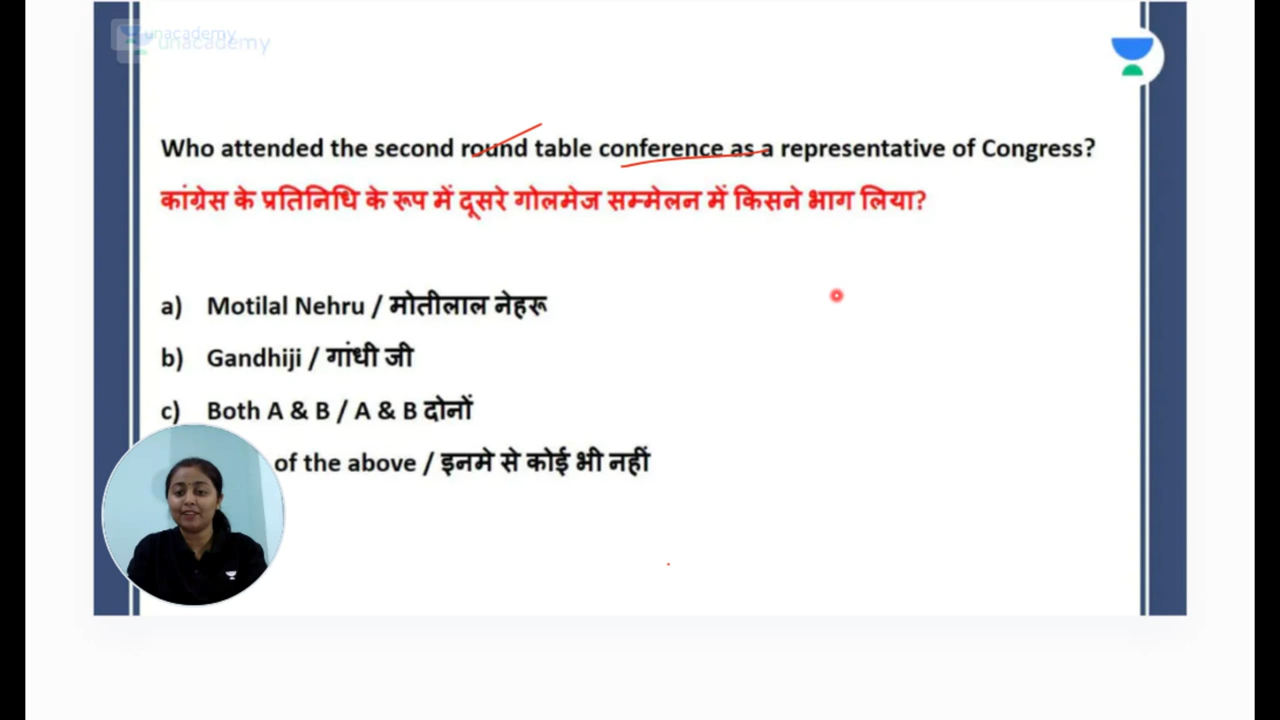 unacademy
unacademy
Who attended the second round table conference as a representative of Congress?
कांग्रेस के प्रतिनिधि के रूप में दूसरे गोलमेज सम्मेलन में किसने भाग लिया?
a) Motilal Nehru / मोतीलाल नेहरू
b) Gandhiji / गांधी जी
c) Both A & B / A & B दोनों
of the above / इनमे से कोई भी नहीं